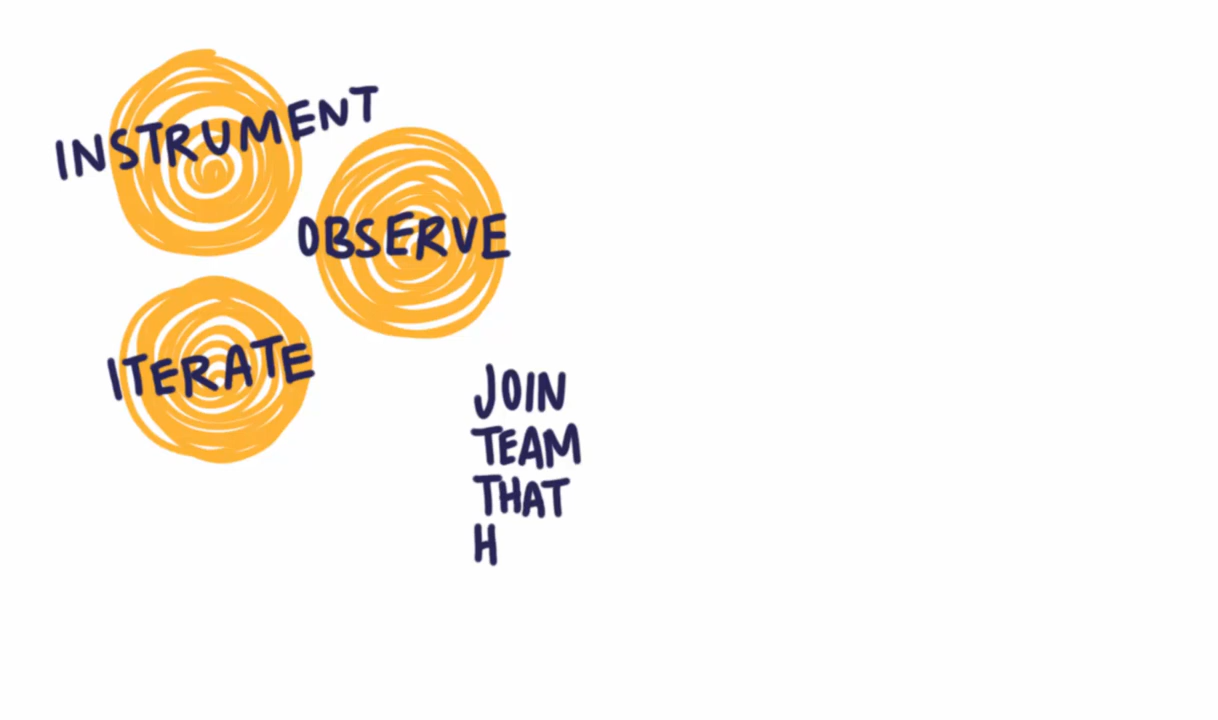 INSTRUMENT
OBSERVE
ITERATE
JOIN
TEAM
THAT
H